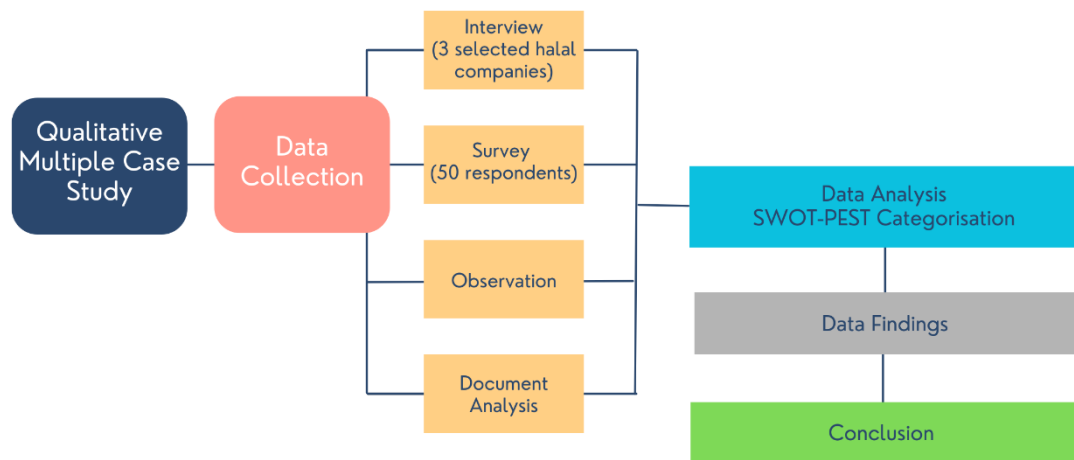 Qualitative
Multiple Case
Study
Data
Collection
Interview
(3 selected halal
companies)
Survey
(50 respondents)
Observation
Document
Analysis
Data Analysis
SWOT-PEST Categorisation
Data Findings
Conclusion